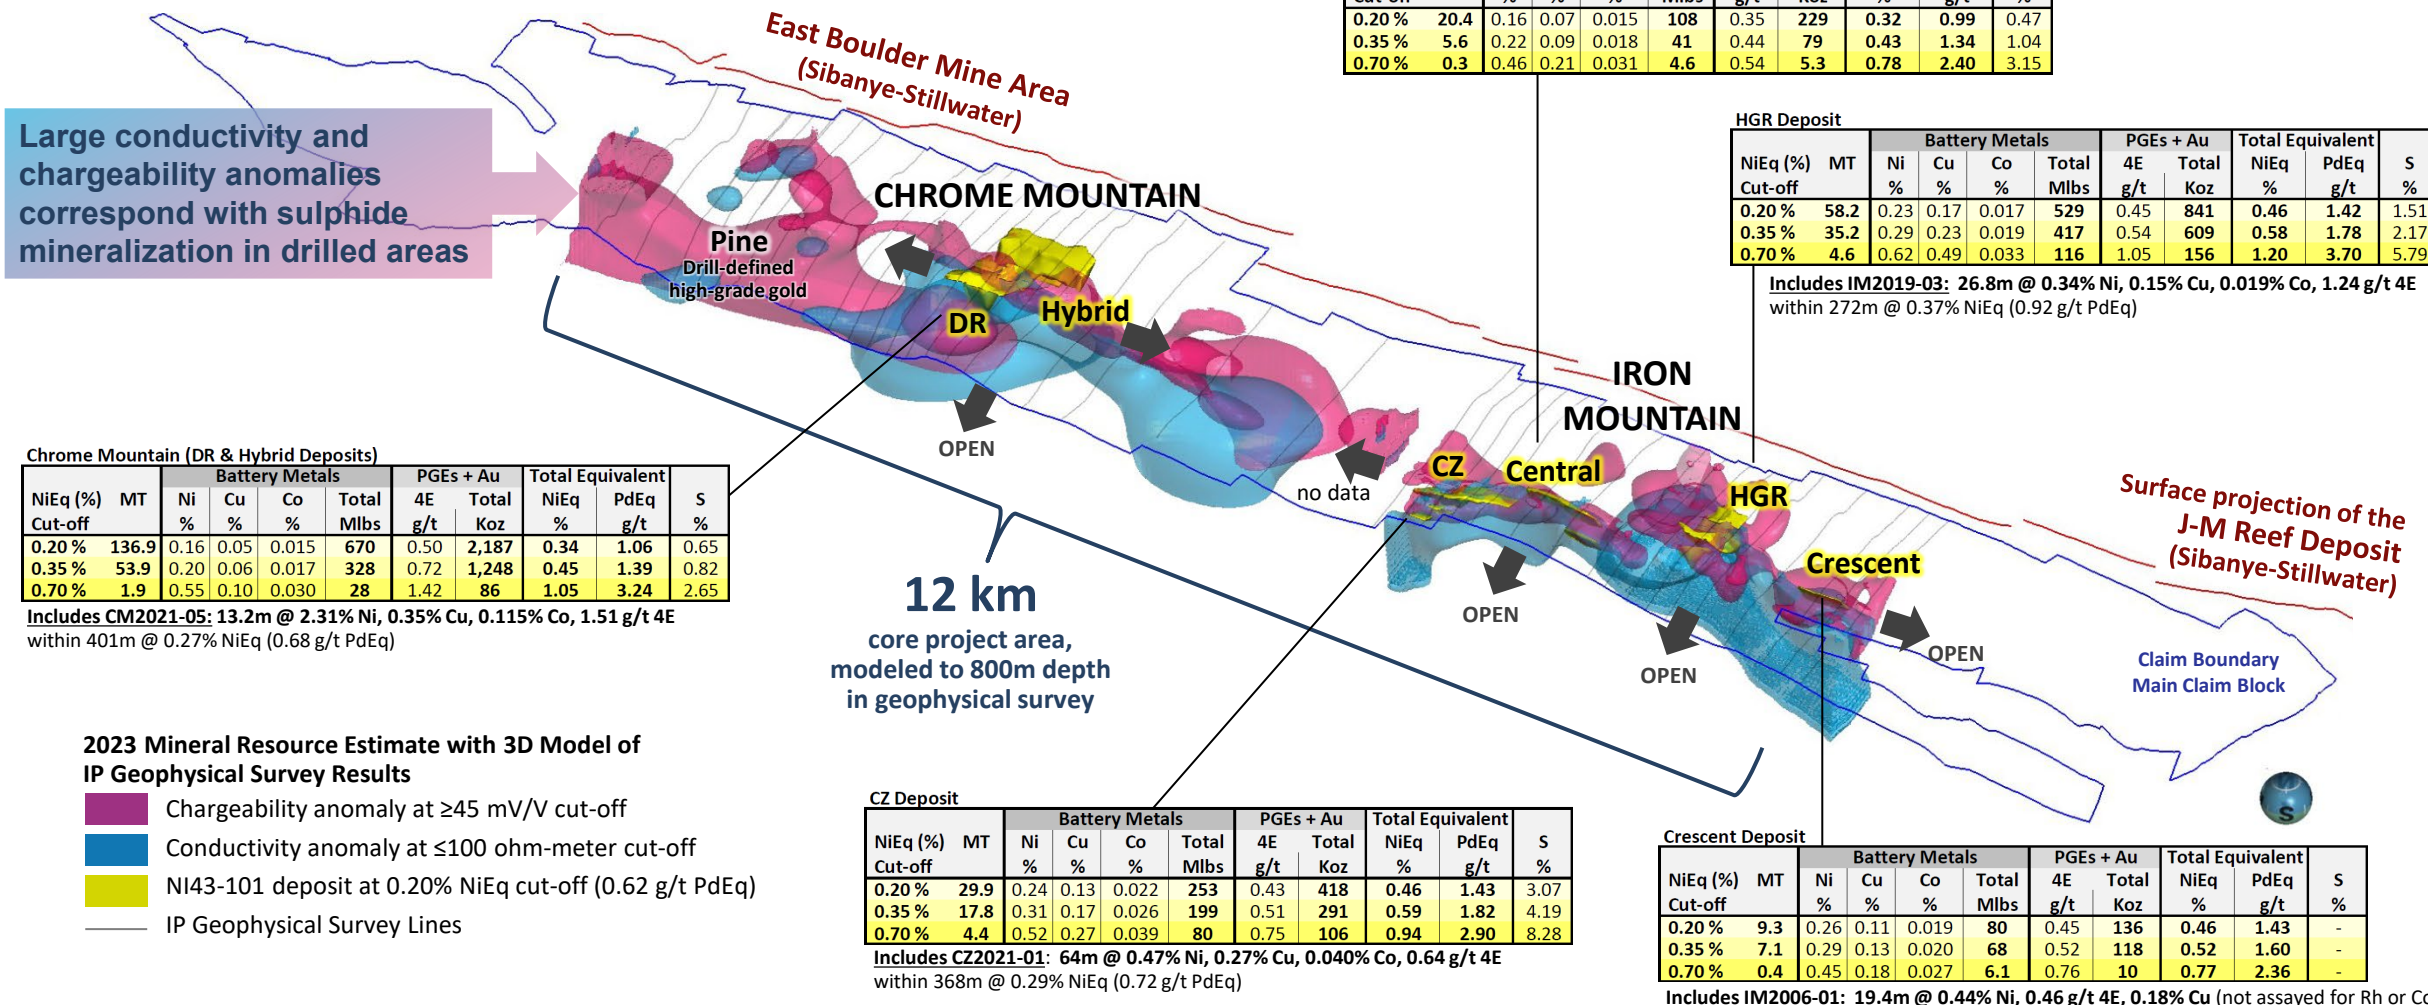 Cut-off % % % Mlbs g/t Koz % g/t %
0.20 % 20.4 0.16 0.07 0.015 108 0.35 229 0.32 0.99 0.47
0.35 % 5.6 0.22 0.09 0.018 41 0.44 79 0.43 1.34 1.04
0.70 % 0.3 0.46 0.21 0.031 4.6 0.54 5.3 0.78 2.40 3.15
East Boulder Mine Area
(Sibanye-Stillwater)
Large conductivity and
chargeability anomalies
correspond with sulphide
mineralization in drilled areas
HGR Deposit
Battery Metals PGEs + Au Total Equivalent
NiEq (%) MT Ni Cu Co Total 4E Total NiEq PdEq S
Cut-off % % % Mlbs g/t Koz % g/t %
0.20 % 58.2 0.23 0.17 0.017 529 0.45 841 0.46 1.42 1.51
0.35 % 35.2 0.29 0.23 0.019 417 0.54 609 0.58 1.78 2.17
0.70 % 4.6 0.62 0.49 0.033 116 1.05 156 1.20 3.70 5.79
Includes IM2019-03: 26.8m @ 0.34% Ni, 0.15% Cu, 0.019% Co, 1.24 g/t 4E
within 272m @ 0.37% NiEq (0.92 g/t PdEq)
CHROME MOUNTAIN
Pine
Drill-defined
high-grade gold
DR
Hybrid
OPEN
IRON
MOUNTAIN
no data
CZ
Central
HGR
Crescent
OPEN
OPEN
OPEN
Surface projection of the
J-M Reef Deposit
(Sibanye-Stillwater)
Claim Boundary
Main Claim Block
Chrome Mountain (DR & Hybrid Deposits)
Battery Metals PGEs + Au Total Equivalent
NiEq (%) MT Ni Cu Co Total 4E Total NiEq PdEq S
Cut-off % % % Mlbs g/t Koz % g/t %
0.20 % 136.9 0.16 0.05 0.015 670 0.50 2,187 0.34 1.06 0.65
0.35 % 53.9 0.20 0.06 0.017 328 0.72 1,248 0.45 1.39 0.82
0.70 % 1.9 0.55 0.10 0.030 28 1.42 86 1.05 3.24 2.65
Includes CM2021-05: 13.2m @ 2.31% Ni, 0.35% Cu, 0.115% Co, 1.51 g/t 4E
within 401m @ 0.27% NiEq (0.68 g/t PdEq)
12 km
core project area,
modeled to 800m depth
in geophysical survey
2023 Mineral Resource Estimate with 3D Model of
IP Geophysical Survey Results
Chargeability anomaly at ≥45 mV/V cut-off
Conductivity anomaly at ≤100 ohm-meter cut-off
NI43-101 deposit at 0.20% NiEq cut-off (0.62 g/t PdEq)
IP Geophysical Survey Lines
CZ Deposit
Battery Metals PGEs + Au Total Equivalent
NiEq (%) MT Ni Cu Co Total 4E Total NiEq PdEq S
Cut-off % % % Mlbs g/t Koz % g/t %
0.20 % 29.9 0.24 0.13 0.022 253 0.43 418 0.46 1.43 3.07
0.35 % 17.8 0.31 0.17 0.026 199 0.51 291 0.59 1.82 4.19
0.70 % 4.4 0.52 0.27 0.039 80 0.75 106 0.94 2.90 8.28
Includes CZ2021-01: 64m @ 0.47% Ni, 0.27% Cu, 0.040% Co, 0.64 g/t 4E
within 368m @ 0.29% NiEq (0.72 g/t PdEq)
S
Crescent Deposit
Battery Metals PGEs + Au Total Equivalent
NiEq (%) MT Ni Cu Co Total 4E Total NiEq PdEq S
Cut-off % % % Mlbs g/t Koz % g/t %
0.20 % 9.3 0.26 0.11 0.019 80 0.45 136 0.46 1.43 -
0.35 % 7.1 0.29 0.13 0.020 68 0.52 118 0.52 1.60 -
0.70 % 0.4 0.45 0.18 0.027 6.1 0.76 10 0.77 2.36 -
Includes IM2006-01: 19.4m @ 0.44% Ni, 0.46 g/t 4E, 0.18% Cu (not assayed for Rh or